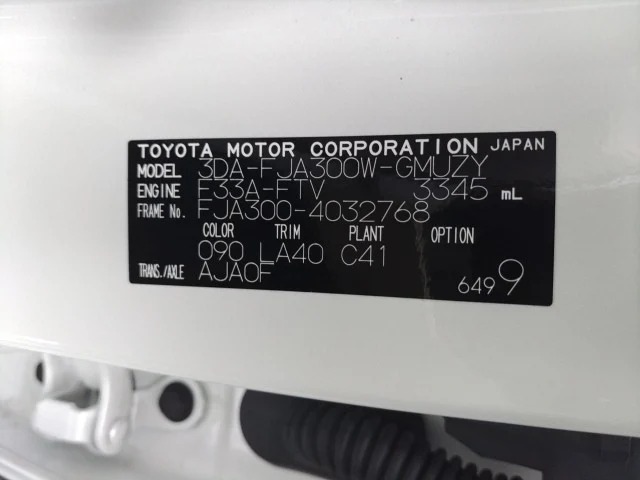 TOYOTA MOTOR CORPORATION JAPAN
MODEL 3DA-FJA300W-GMUZY
ENGINE F33A-FTV 3345 mL
FRAME No. FJA300-4032768
COLOR TRIM PLANT OPTION
090 LA40 C41
TRANS./AXLE AJA0F
6499